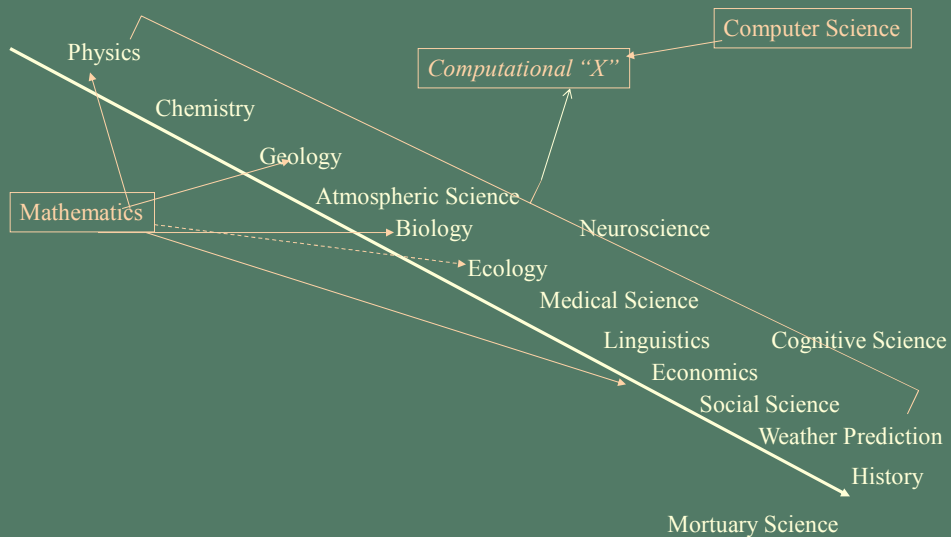 Computer Science
Physics
Computational “X”
Chemistry
Geology
Atmospheric Science
Mathematics
Biology
Neuroscience
Ecology
Medical Science
Linguistics
Cognitive Science
Economics
Social Science
Weather Prediction
History
Mortuary Science